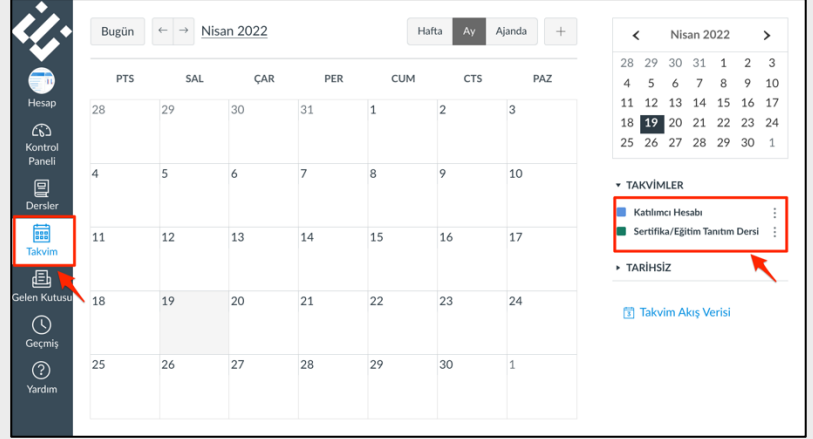 Hesap
Kontrol
Paneli
Dersler
Takvim
Gelen Kutusu
Geçmiş
Yardım
Bugün ← → Nisan 2022 Hafta Ay Ajanda +
PTS SAL ÇAR PER CUM CTS PAZ
28 29 30 31 1 2 3
4 5 6 7 8 9 10
11 12 13 14 15 16 17
18 19 20 21 22 23 24
25 26 27 28 29 30 1
Nisan 2022
28 29 30 31 1 2 3
4 5 6 7 8 9 10
11 12 13 14 15 16 17
18 19 20 21 22 23 24
25 26 27 28 29 30 1
TAKVİMLER
Katılımcı Hesabı
Sertifika/Eğitim Tanıtım Dersi
TARİHSİZ
Takvim Akış Verisi